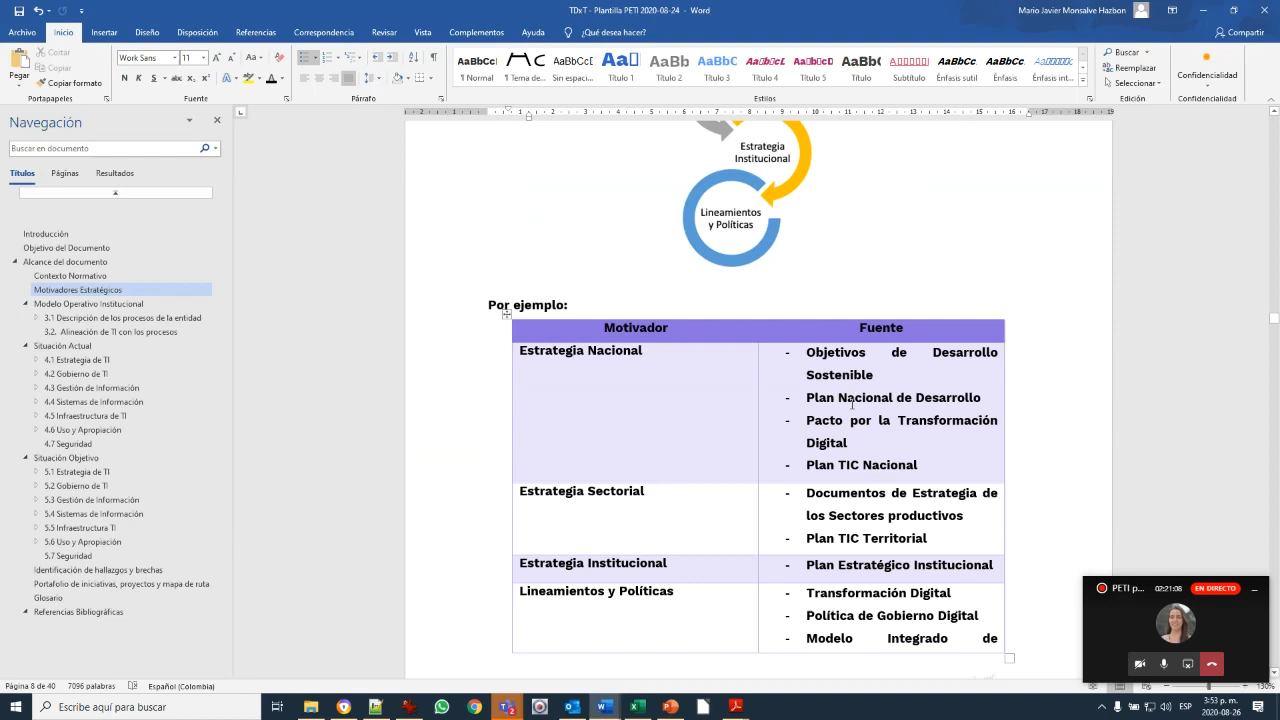 TDxT - PETI 2020-08-24 - Word
Mario Jovanne Morales Hazbon
Archivo Inicio Insertar Diseño Disposición Referencias Correspondencia Revisar Vista Complementos Ayuda ¿Qué desea hacer? Compartir
Pegar
Cortar
Copiar
Copiar formato
Work Sans 11
N K S
AaBbCc AaBbCcD AaB AaBb AaBbC AaBbCcL AaBbCcD AaBbC AaBbCc AaBbCc
¶ Normal ¶ Tema de... Sin espaci... Título 1 Título 2 Título 3 Título 4 Título 5 Título Subtítulo Énfasis sutil Énfasis Énfasis int...
Buscar
Reemplazar
Seleccionar
Confidencialidad
Portapapeles Fuente Párrafo Estilos Edición Confidencialidad
Navegación
Buscar en documento
Títulos Páginas Resultados
Introducción
Objetivo del Documento
Alcance del documento
Contexto Normativo
Motivadores Estratégicos
Modelo Operativo Institucional
3.1 Descripción de los procesos de la entidad
3.2. Alineación de TI con los procesos
Situación Actual
4.1 Estrategia de TI
4.2 Gobierno de TI
4.3 Gestión de Información
4.4 Sistemas de Información
4.5 Infraestructura de TI
4.6 Uso y Apropiación
4.7 Seguridad
Situación Objetivo
5.1 Estrategia de TI
5.2 Gobierno de TI
5.3 Gestión de Información
5.4 Sistemas de Información
5.5 Infraestructura TI
5.6 Uso y Apropiación
5.7 Seguridad
Identificación de hallazgos y brechas
Portafolio de iniciativas, proyectos y mapa de ruta
Glosario
Referencias Bibliográficas
Estrategia
Institucional
Lineamientos
y Políticas
Por ejemplo:
Motivador Fuente
Estrategia Nacional
- Objetivos de Desarrollo
Sostenible
- Plan Nacional de Desarrollo
- Pacto por la Transformación
Digital
- Plan TIC Nacional
Estrategia Sectorial
- Documentos de Estrategia de
los Sectores productivos
- Plan TIC Territorial
Estrategia Institucional
- Plan Estratégico Institucional
Lineamientos y Políticas
- Transformación Digital
- Política de Gobierno Digital
- Modelo Integrado de
PETI p... 02:21:08 EN DIRECTO
Página 8 de 40 7096 palabras Español (Colombia) 130%
Escribe aquí para buscar
ESP
3:53 p. m.
2020-08-26